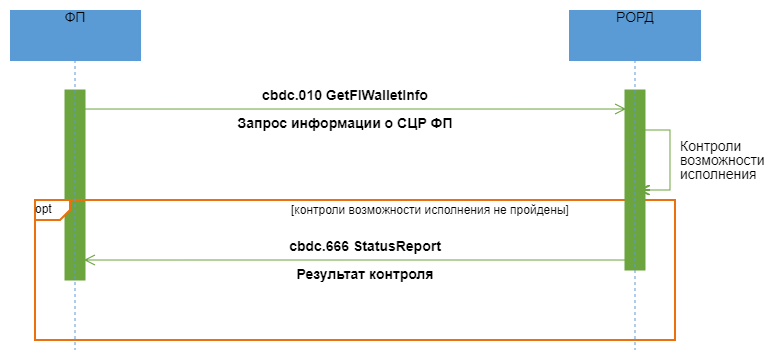 ФП
РОРД
cbdc.010 GetFIWalletInfo
Запрос информации о СЦР ФП
Контроли
возможности
исполнения
opt
[контроли возможности исполнения не пройдены]
cbdc.666 StatusReport
Результат контроля